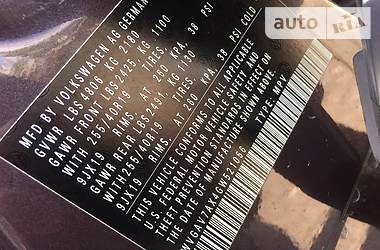 auto RIA
MFD BY VOLKSWAGEN AG GERMANY
GVWR LBS 4806 KG 2180
GAWR FRONT LBS2425, KG 1100
WITH 255/40R19 TIRES,
9JX19 RIMS, AT 260 KPA, 38 PSI COLD
GAWR REAR LBS2491, KG 1130
WITH 255/40R19 TIRES,
9JX19 RIMS AT 260 KPA, 38 PSI COLD
THIS VEHICLE CONFORMS TO ALL APPLICABLE
U.S. FEDERAL MOTOR VEHICLE SAFETY AND
THEFT PREVENTION STANDARDS IN EFFECT ON
THE DATE OF MANUFACTURE SHOWN ABOVE.
TYPE: MPV